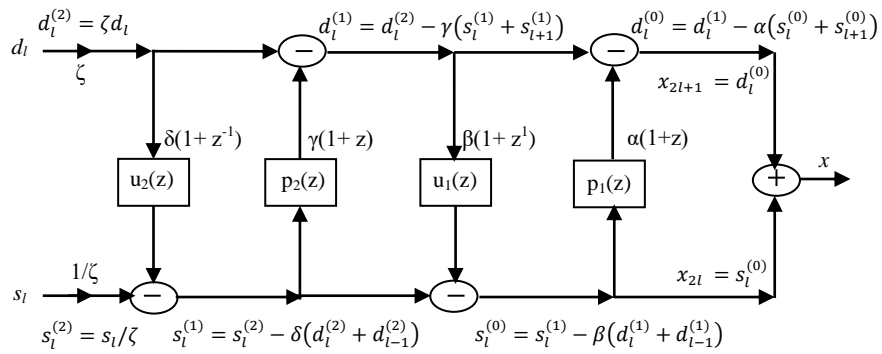 d_l^{(2)} = ζd_l
d_l^{(1)} = d_l^{(2)} − γ(s_l^{(1)} + s_{l+1}^{(1)})
d_l^{(0)} = d_l^{(1)} − α(s_l^{(0)} + s_{l+1}^{(0)})
d_l
ζ
−
−
x_{2l+1} = d_l^{(0)}
δ(1+ z^{-1})
γ(1+ z)
β(1+ z^1)
α(1+z)
u_2(z)
p_2(z)
u_1(z)
p_1(z)
+
x
1/ζ
x_{2l} = s_l^{(0)}
s_l
−
−
s_l^{(2)} = s_l/ζ
s_l^{(1)} = s_l^{(2)} − δ(d_l^{(2)} + d_{l−1}^{(2)})
s_l^{(0)} = s_l^{(1)} − β(d_l^{(1)} + d_{l−1}^{(1)})